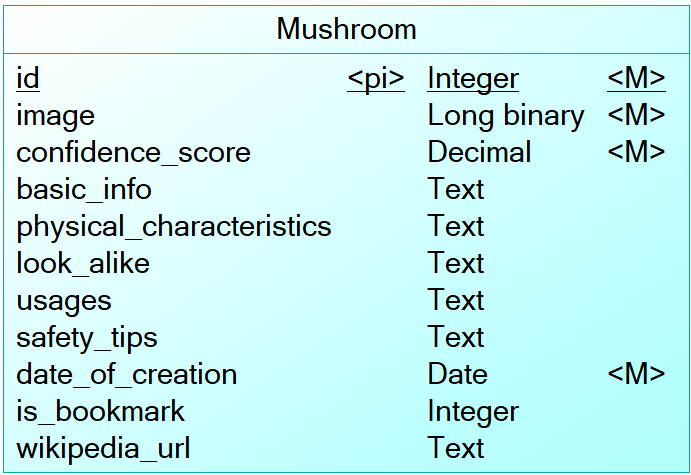 Mushroom
id <pi> Integer <M>
image Long binary <M>
confidence_score Decimal <M>
basic_info Text
physical_characteristics Text
look_alike Text
usages Text
safety_tips Text
date_of_creation Date <M>
is_bookmark Integer
wikipedia_url Text